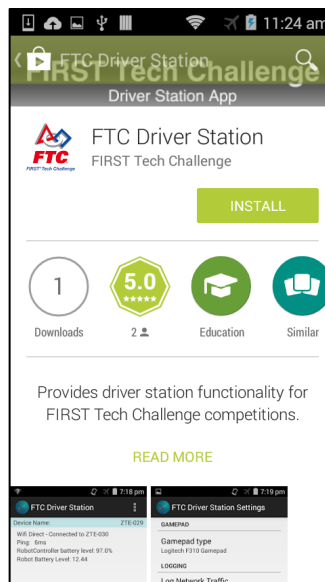 11:24 am
FTC Driver Station
FIRST Tech Challenge
Driver Station App
FTC
FIRST Tech Challenge
FTC Driver Station
FIRST Tech Challenge
INSTALL
1
5.0
Downloads
2
Education
Similar
Provides driver station functionality for
FIRST Tech Challenge competitions.
READ MORE
7:18 pm
FTC Driver Station
Device Name: ZTE-029
Wifi Direct - Connected to ZTE-030
Ping: 6ms
RobotController battery level: 97.0%
Robot Battery Level: 12.44
7:19 pm
FTC Driver Station Settings
GAMEPAD
Gamepad type
Logitech F310 Gamepad
LOGGING
Log Network Traffic